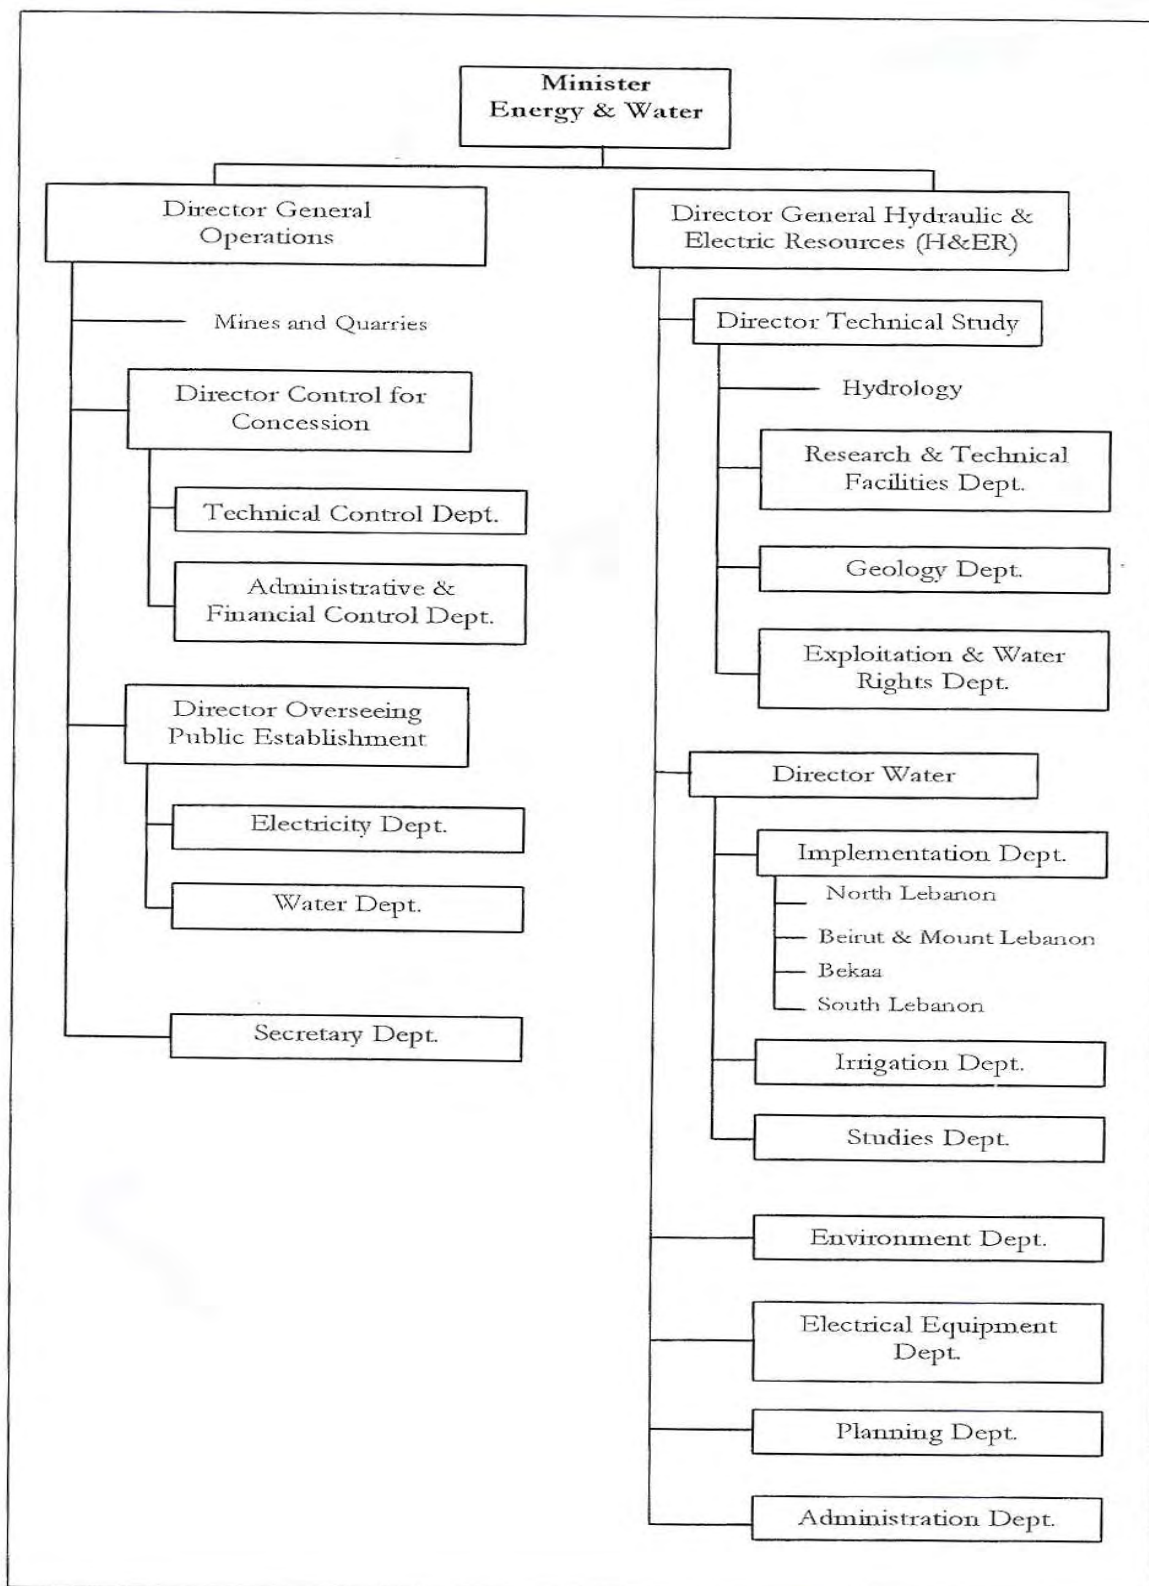 Minister
Energy & Water
Director General
Operations
Mines and Quarries
Director Control for
Concession
Technical Control Dept.
Administrative &
Financial Control Dept.
Director Overseeing
Public Establishment
Electricity Dept.
Water Dept.
Secretary Dept.
Director General Hydraulic &
Electric Resources (H&ER)
Director Technical Study
Hydrology
Research & Technical
Facilities Dept.
Geology Dept.
Exploitation & Water
Rights Dept.
Director Water
Implementation Dept.
North Lebanon
Beirut & Mount Lebanon
Bekaa
South Lebanon
Irrigation Dept.
Studies Dept.
Environment Dept.
Electrical Equipment
Dept.
Planning Dept.
Administration Dept.